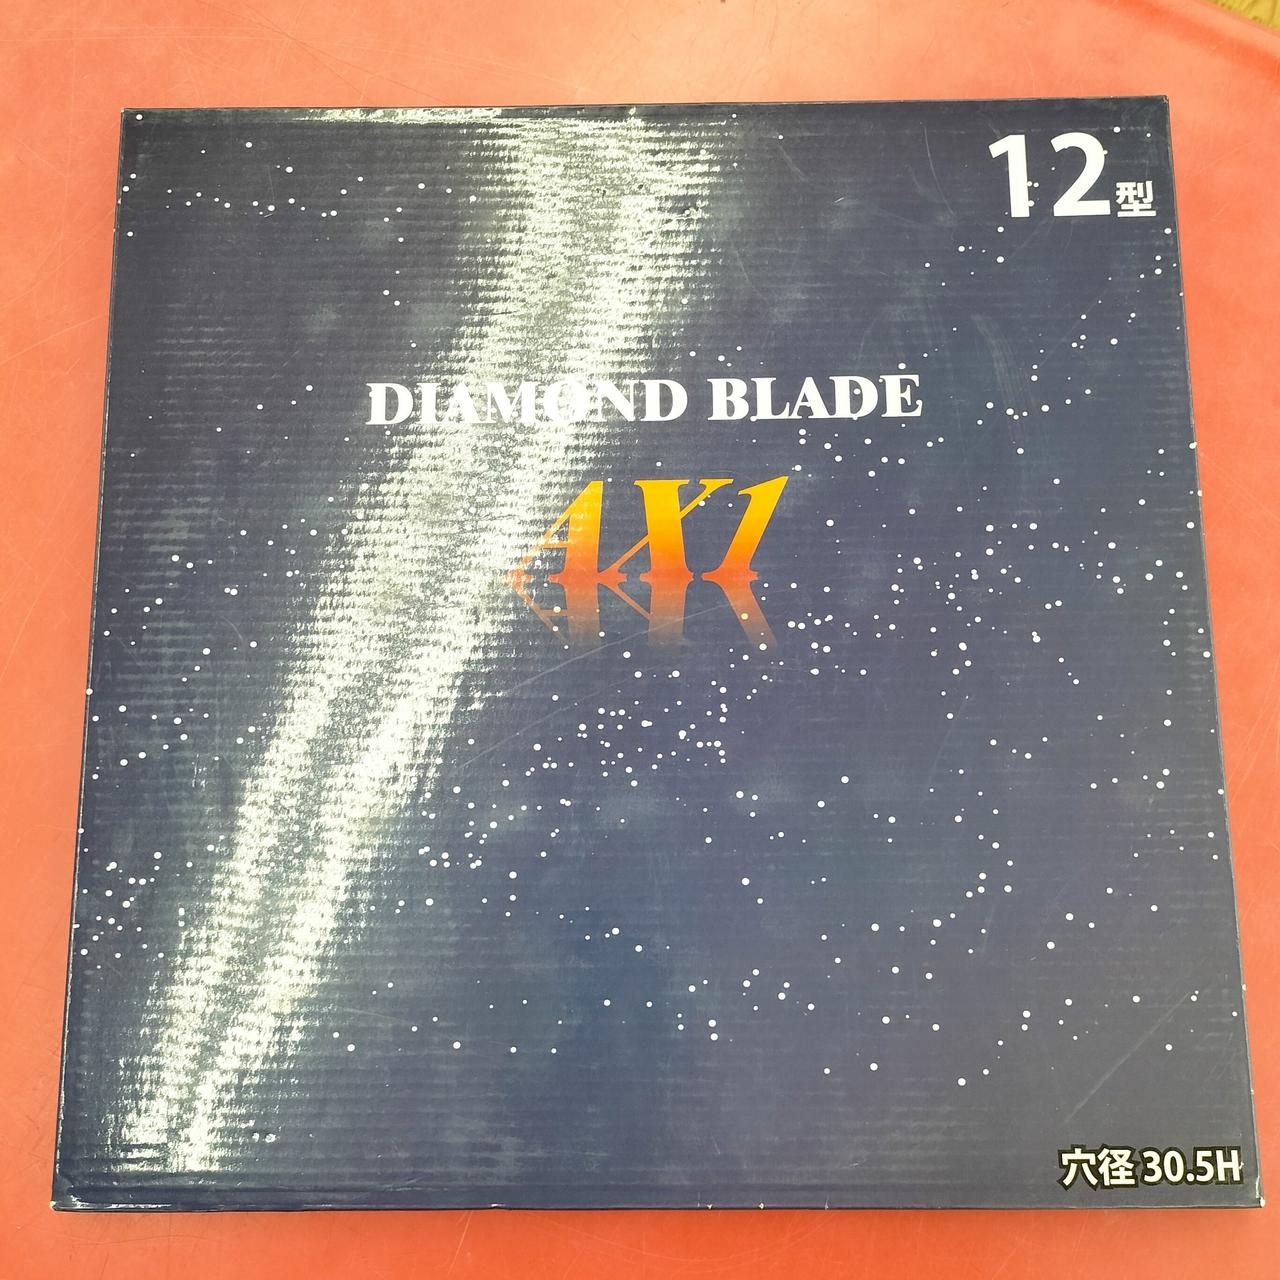 12型
DIAMOND BLADE
AX1
穴径 30.5H